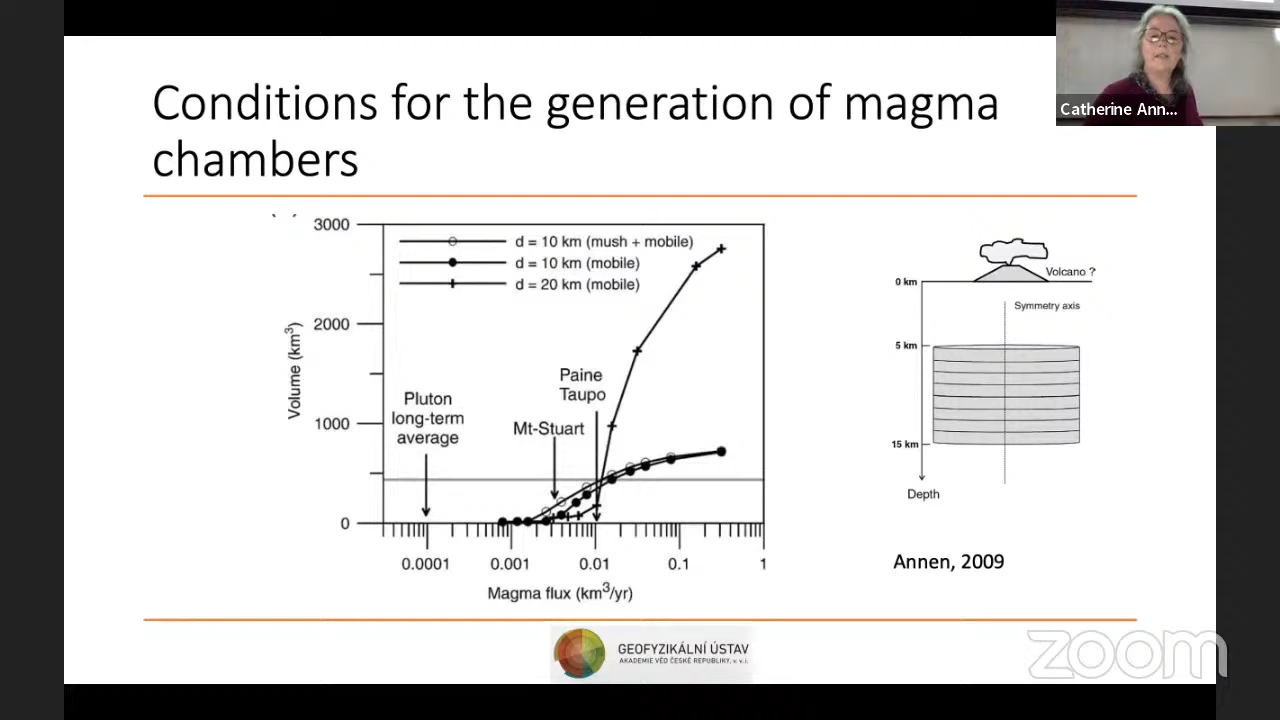 Conditions for the generation of magma
chambers
Catherine Ann...
3000
2000
1000
0
Volume (km³)
d = 10 km (mush + mobile)
d = 10 km (mobile)
d = 20 km (mobile)
Pluton
long-term
average
Mt-Stuart
Paine
Taupo
0.0001
0.001
0.01
0.1
1
Magma flux (km³/yr)
Volcano ?
0 km
Symmetry axis
5 km
15 km
Depth
Annen, 2009
GEOFYZIKÁLNÍ ÚSTAV
AKADEMIE VĚD ČESKÉ REPUBLIKY, v. v. i.
zoom